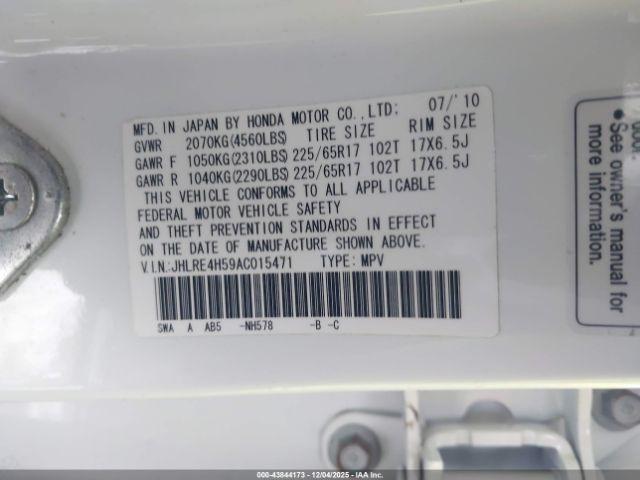 MFD. IN JAPAN BY HONDA MOTOR CO., LTD: 07/'10
GVWR 2070KG(4560LBS) TIRE SIZE RIM SIZE
GAWR F 1050KG(2310LBS) 225/65R17 102T 17X6.5J
GAWR R 1040KG(2290LBS) 225/65R17 102T 17X6.5J
THIS VEHICLE CONFORMS TO ALL APPLICABLE
FEDERAL MOTOR VEHICLE SAFETY
AND THEFT PREVENTION STANDARDS IN EFFECT
ON THE DATE OF MANUFACTURE SHOWN ABOVE.
V.I.N.:JHLRE4H59AC015471 TYPE: MPV
SWA A AB5 -NH578 -B -C
• See owner's manual for
more information.
000-43844173 - 12/04/2025 - IAAI.COM